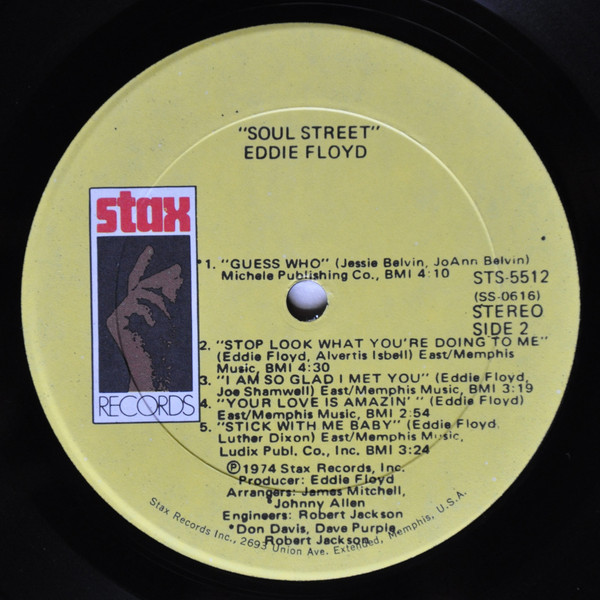 "SOUL STREET"
EDDIE FLOYD
stax
RECORDS
*1. "GUESS WHO" (Jessie Belvin, JoAnn Belvin)
Michele Publishing Co., BMI 4:10
STS-5512
(SS-0616)
STEREO
SIDE 2
2. "STOP LOOK WHAT YOU'RE DOING TO ME"
(Eddie Floyd, Alvertis Isbell) East/Memphis
Music, BMI 4:30
3. "I AM SO GLAD I MET YOU" (Eddie Floyd,
Joe Shamwell) East/Memphis Music, BMI 3:19
4. "YOUR LOVE IS AMAZIN' " (Eddie Floyd)
East/Memphis Music, BMI 2:54
5. "STICK WITH ME BABY" (Eddie Floyd,
Luther Dixon) East/Memphis Music,
Ludix Publ. Co., Inc. BMI 3:24
Ⓟ1974 Stax Records, Inc.
Producer: Eddie Floyd
Arrangers: James Mitchell,
*Johnny Allen
Engineers: Robert Jackson
*Don Davis, Dave Purple,
Robert Jackson
Stax Records Inc., 2693 Union Ave. Extended, Memphis, U.S.A.